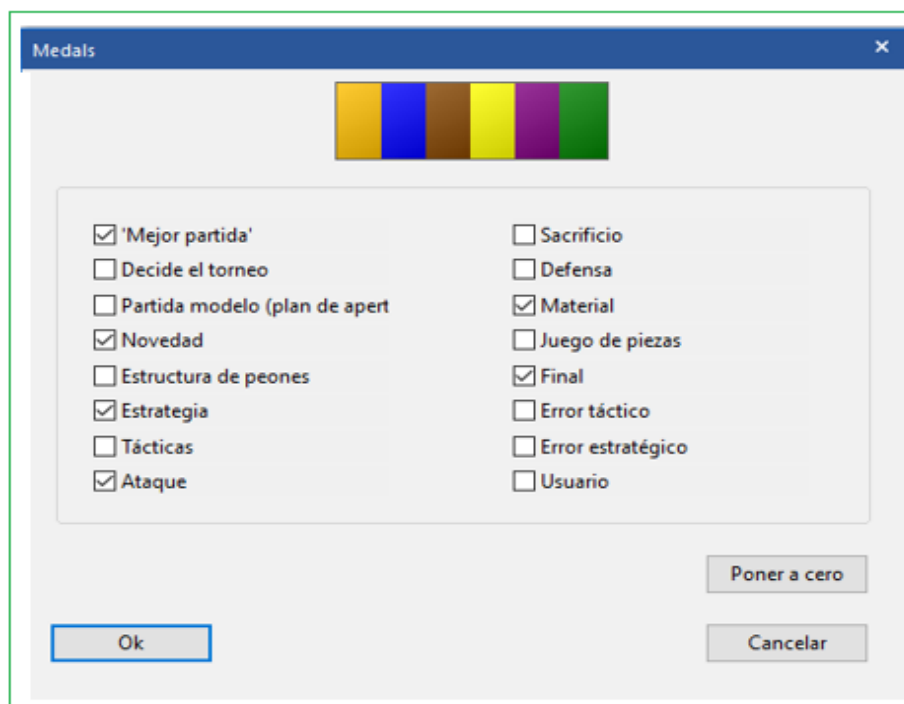 Medals
'Mejor partida'
Decide el torneo
Partida modelo (plan de apert
Novedad
Estructura de peones
Estrategia
Tácticas
Ataque
Sacrificio
Defensa
Material
Juego de piezas
Final
Error táctico
Error estratégico
Usuario
Poner a cero
Ok
Cancelar